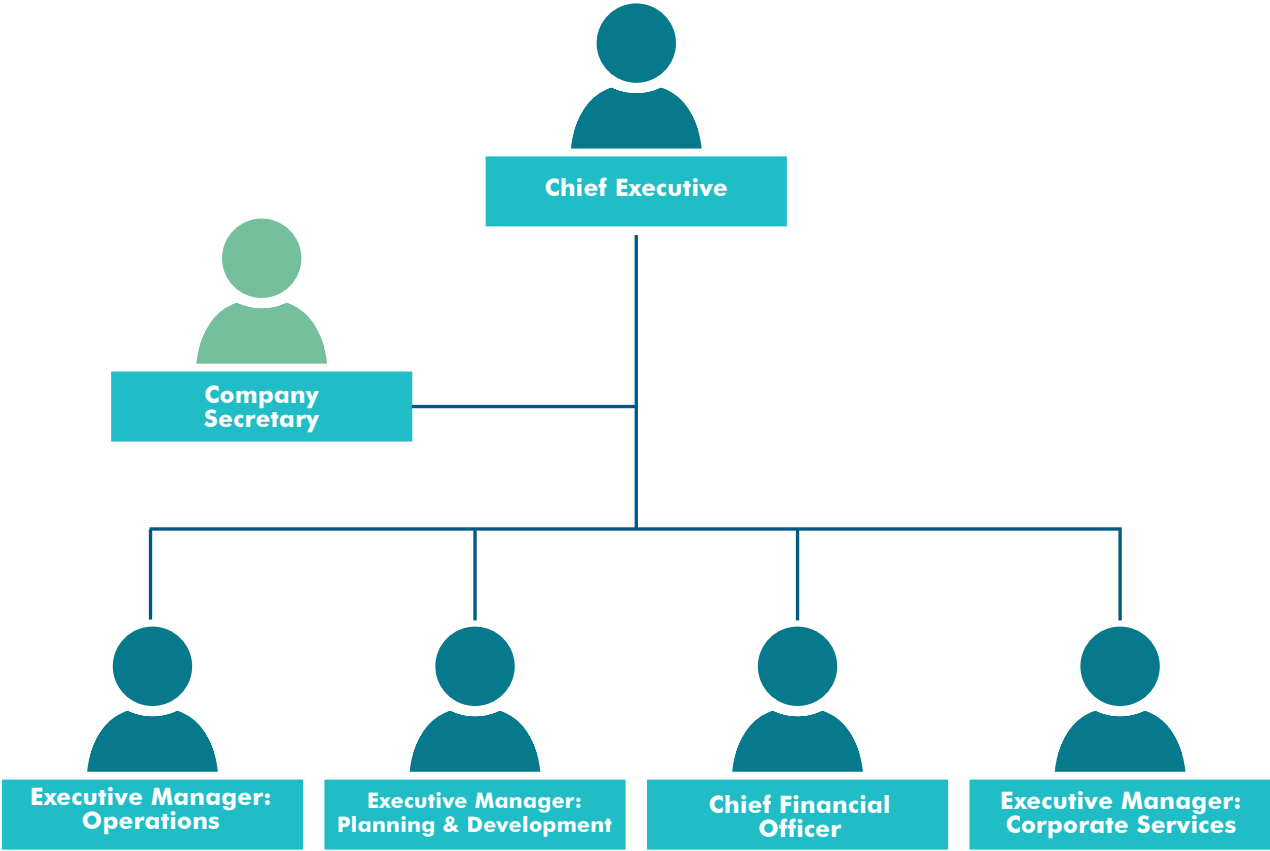 Chief Executive
Company
Secretary
Executive Manager:
Operations
Executive Manager:
Planning & Development
Chief Financial
Officer
Executive Manager:
Corporate Services